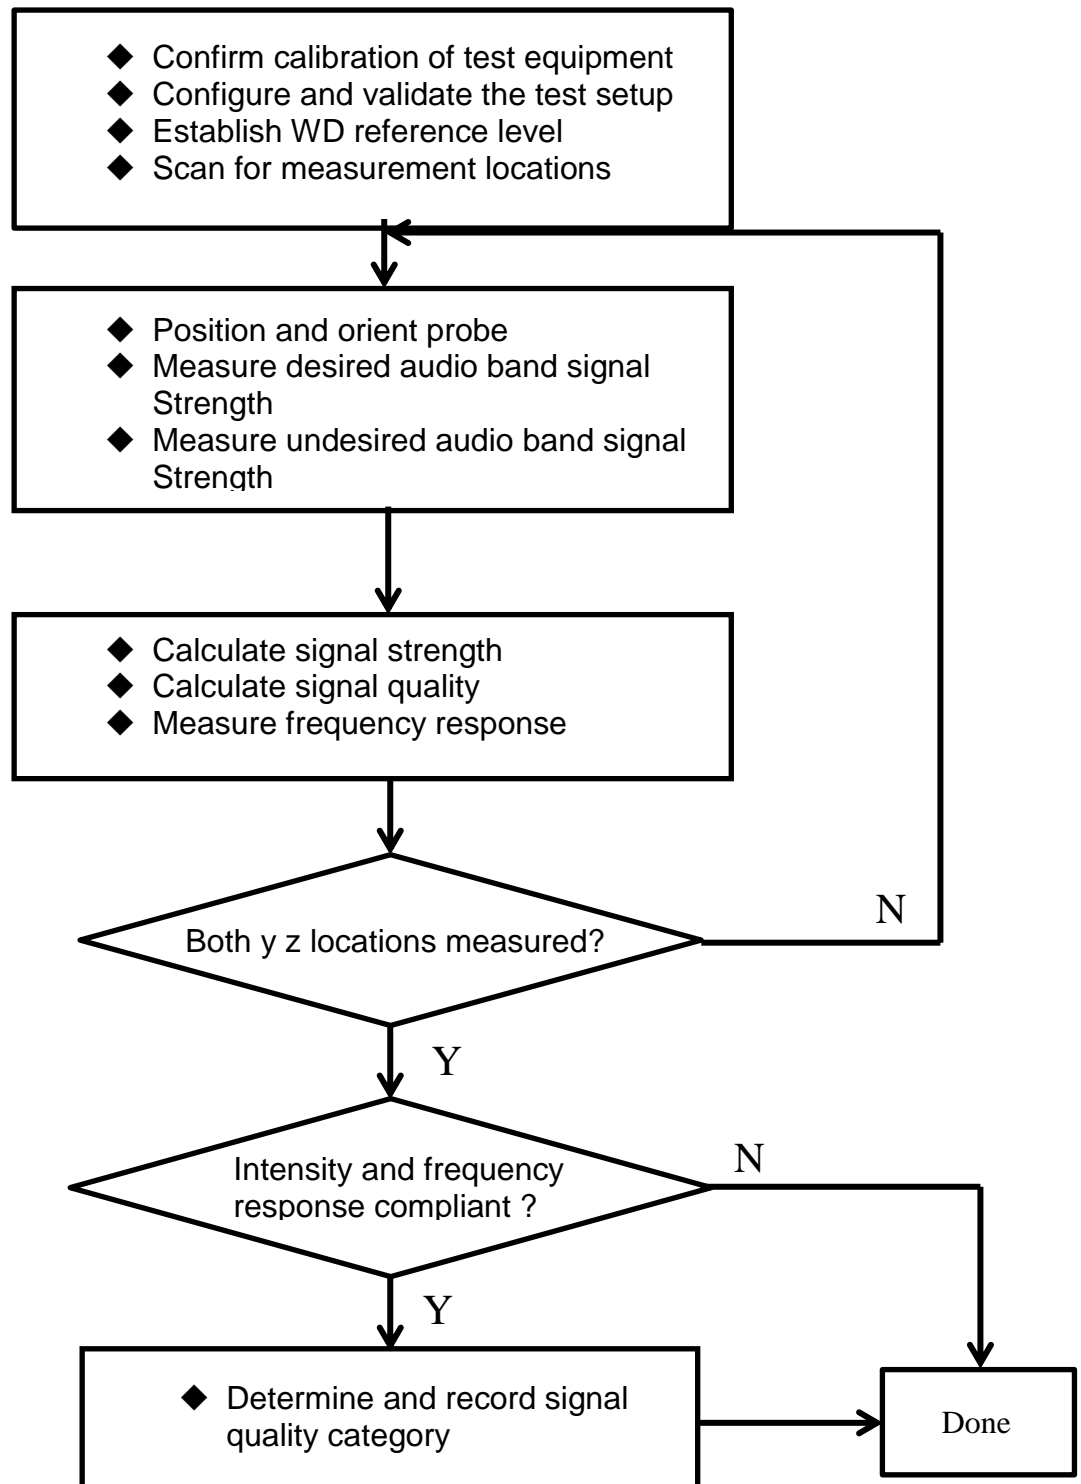 ◆ Confirm calibration of test equipment
◆ Configure and validate the test setup
◆ Establish WD reference level
◆ Scan for measurement locations
◆ Position and orient probe
◆ Measure desired audio band signal
Strength
◆ Measure undesired audio band signal
Strength
◆ Calculate signal strength
◆ Calculate signal quality
◆ Measure frequency response
Both y z locations measured?
N
Y
Intensity and frequency
response compliant ?
N
Y
◆ Determine and record signal
quality category
Done